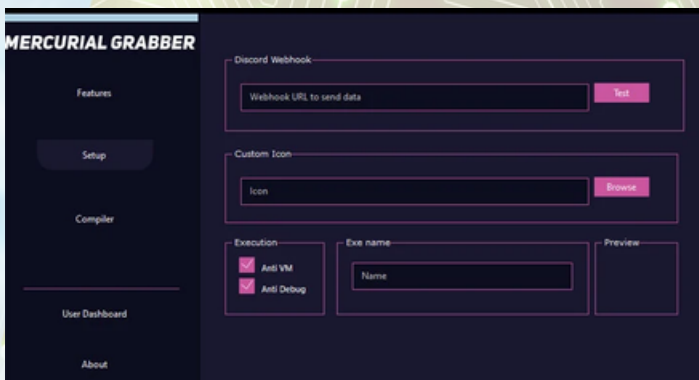 MERCURIAL GRABBER
Features
Setup
Compiler
User Dashboard
About
Discord Webhook
Webhook URL to send data
Test
Custom Icon
Icon
Browse
Execution
Anti VM
Anti Debug
Exe name
Name
Preview